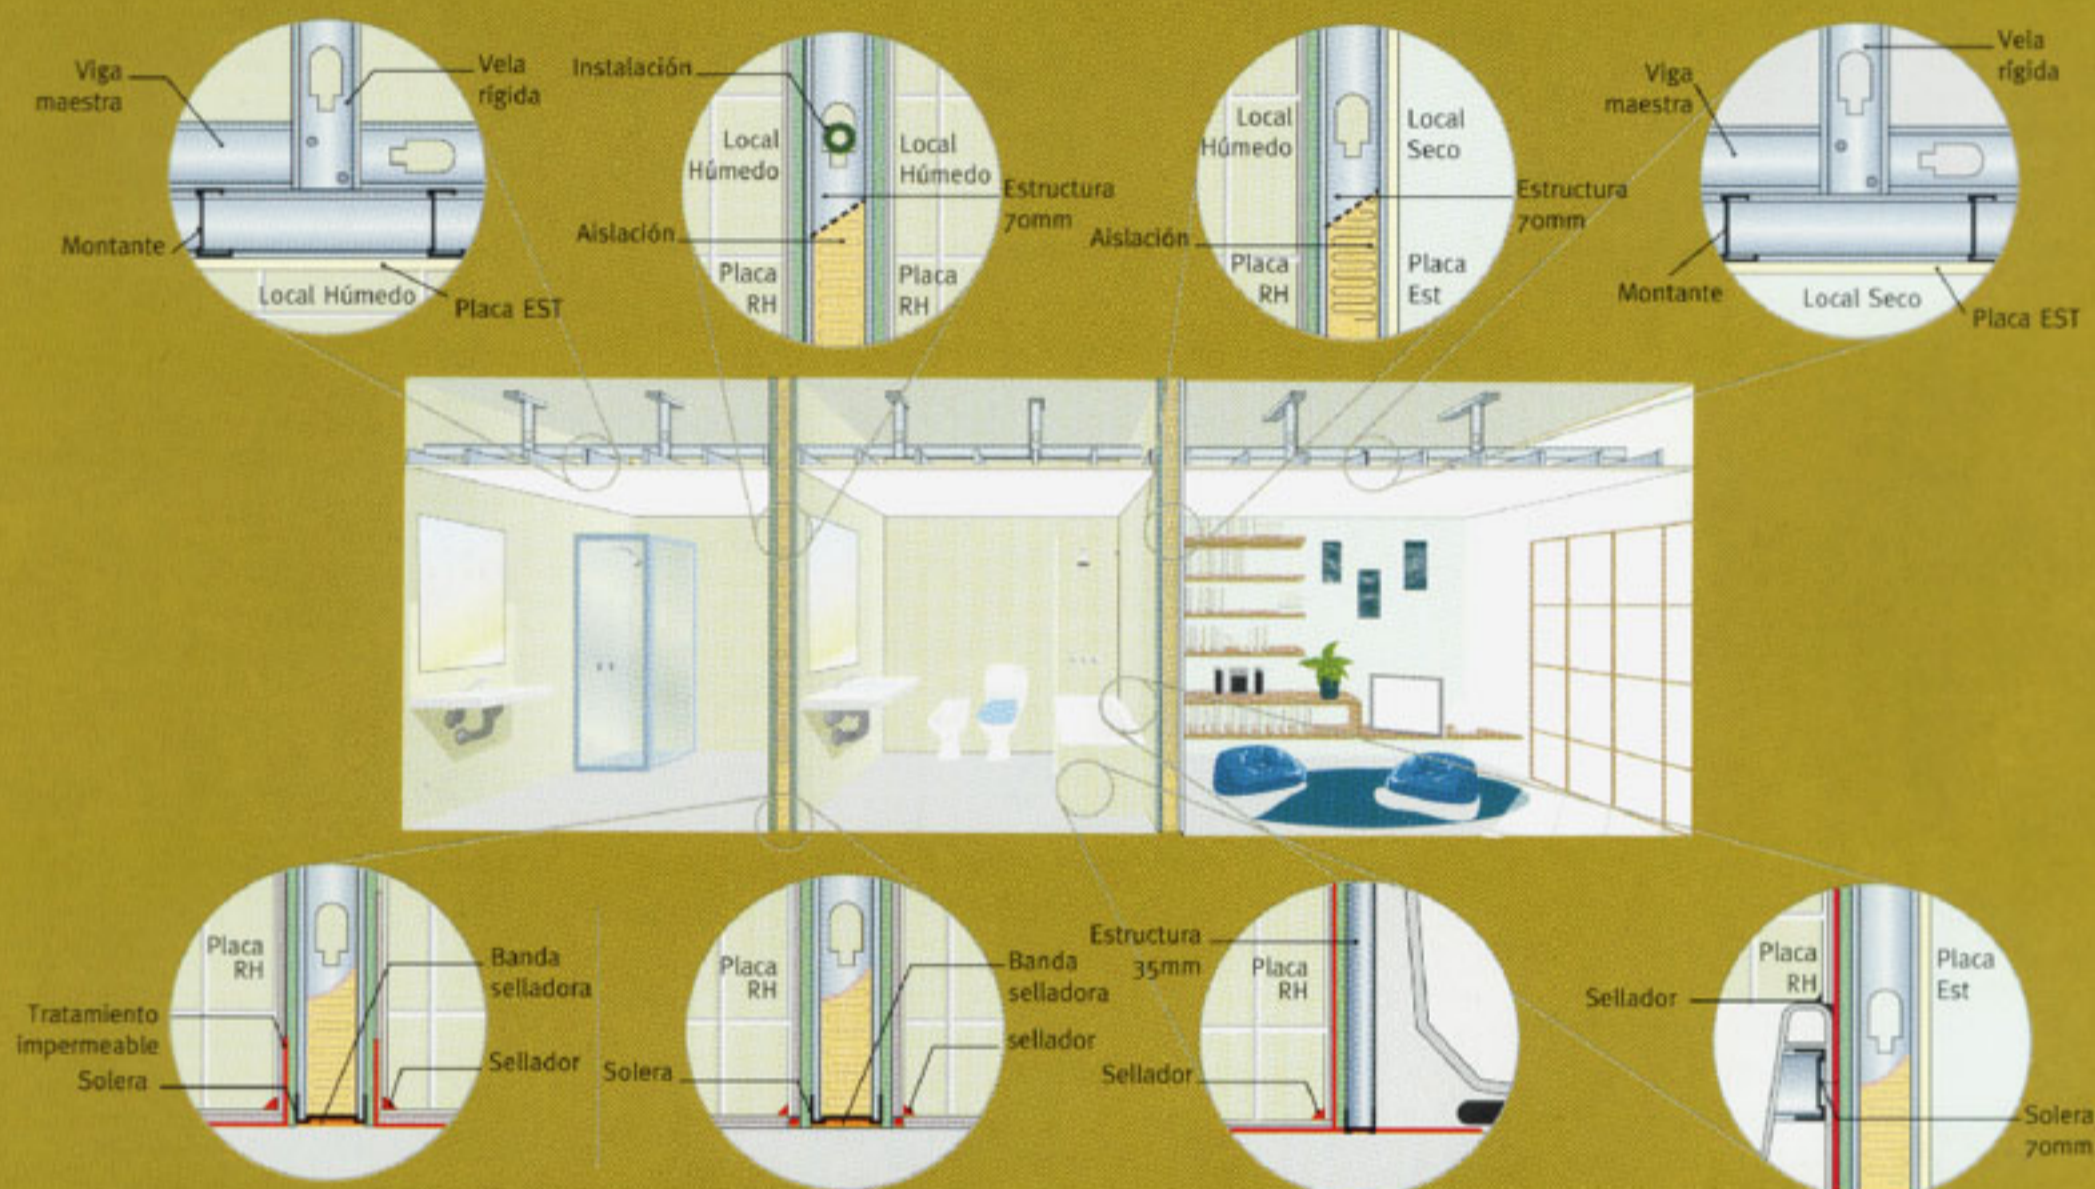 Viga
maestra
Vela
rígida
Montante
Local Húmedo
Placa EST
Instalación
Local
Húmedo
Local
Húmedo
Estructura
70mm
Aislación
Placa
RH
Placa
RH
Local
Húmedo
Local
Seco
Estructura
70mm
Aislación
Placa
RH
Placa
Est
Viga
maestra
Vela
rígida
Montante
Local Seco
Placa EST
Placa
RH
Banda
selladora
Tratamiento
impermeable
Solera
Sellador
Placa
RH
Banda
selladora
sellador
Solera
Estructura
35mm
Placa
RH
Sellador
Placa
RH
Placa
Est
Sellador
Solera
70mm